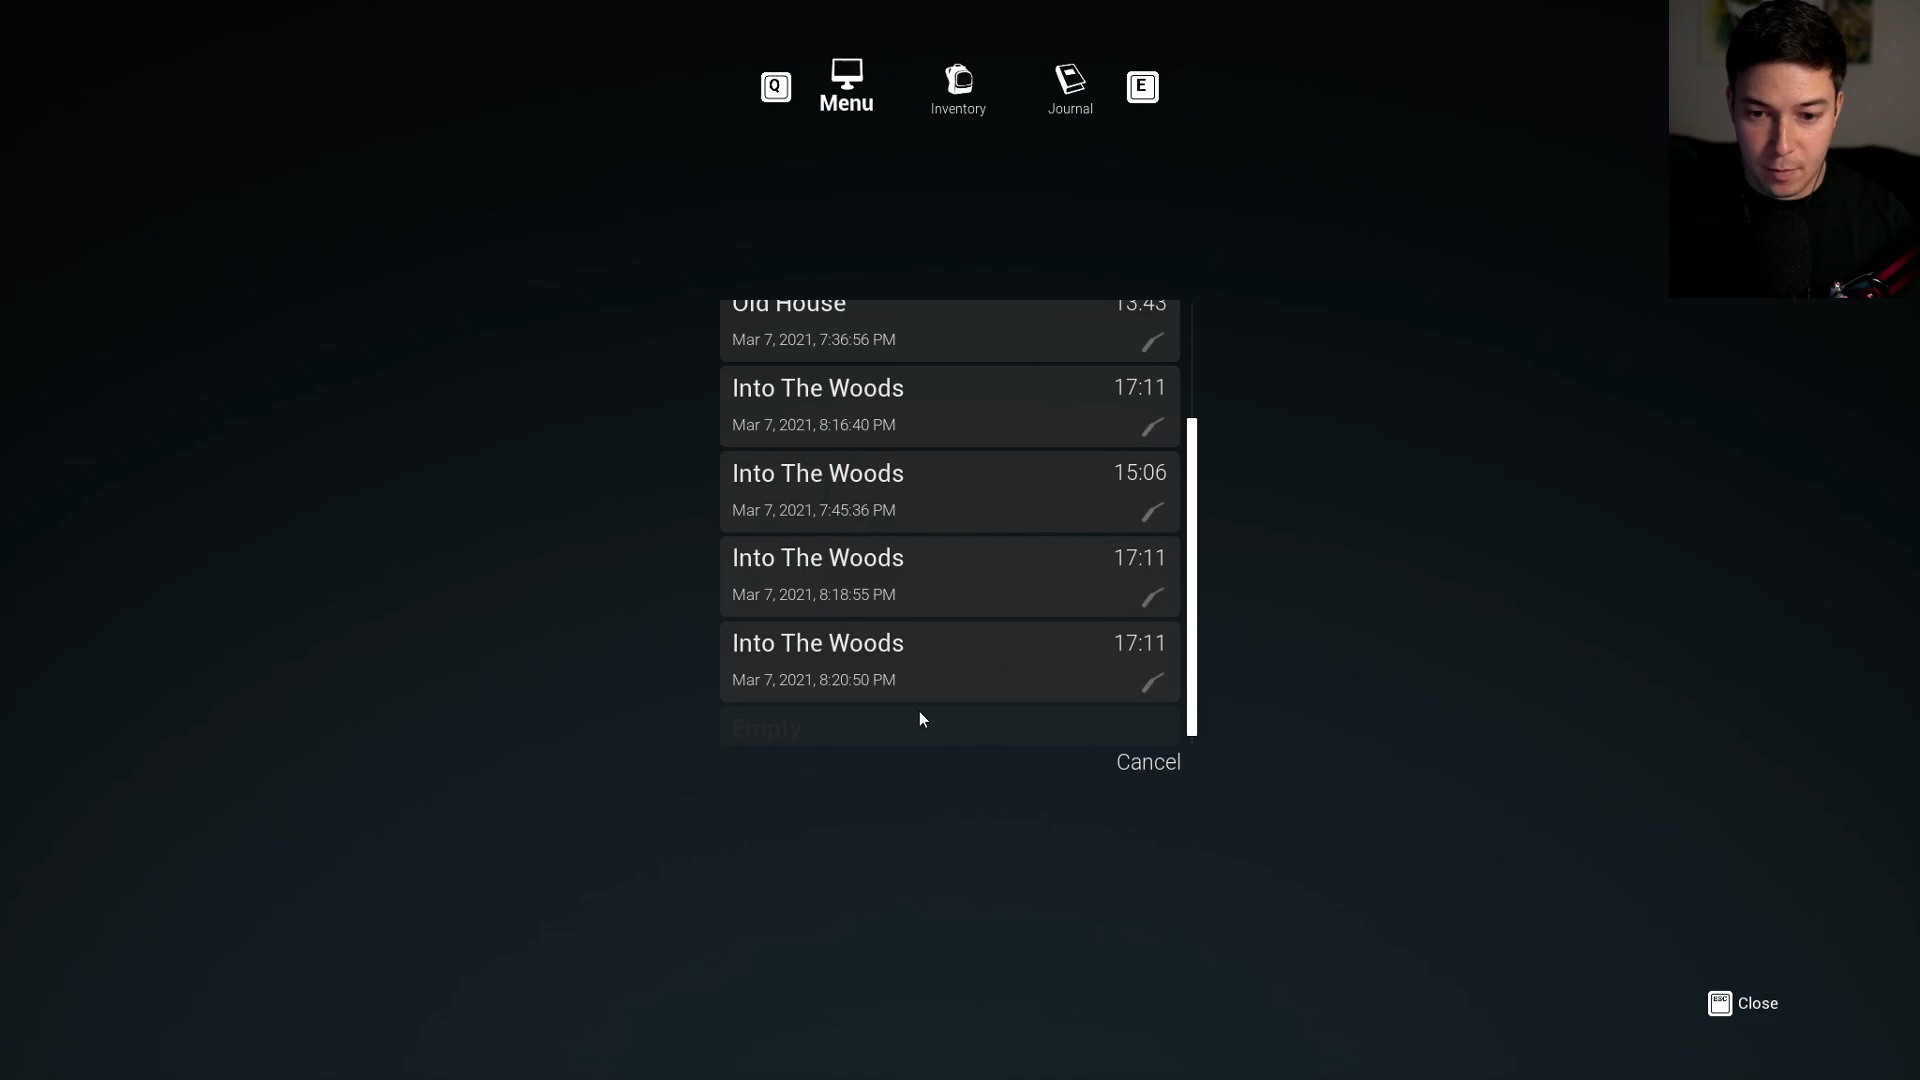 Q
Menu
Inventory
Journal
E
Old House
13:43
Mar 7, 2021, 7:36:56 PM
Into The Woods
17:11
Mar 7, 2021, 8:16:40 PM
Into The Woods
15:06
Mar 7, 2021, 7:45:36 PM
Into The Woods
17:11
Mar 7, 2021, 8:18:55 PM
Into The Woods
17:11
Mar 7, 2021, 8:20:50 PM
Empty
Cancel
ESC
Close